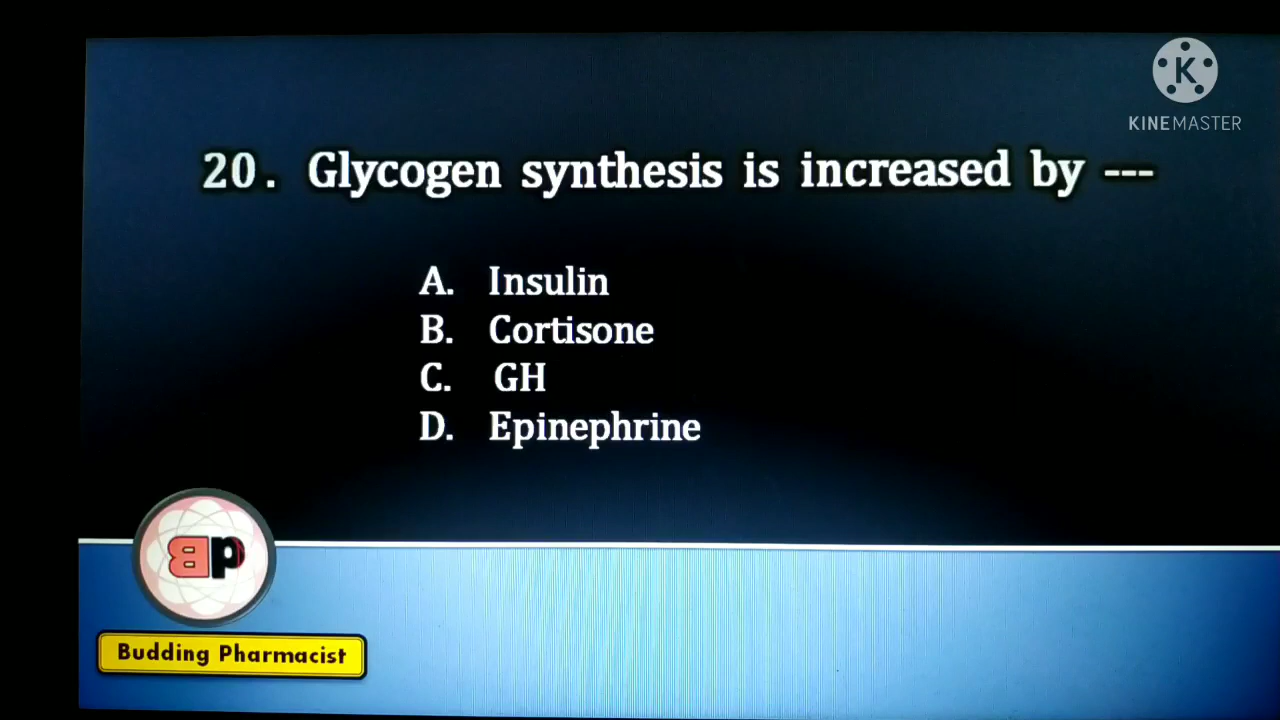 K
KINEMASTER
20. Glycogen synthesis is increased by ---
A. Insulin
B. Cortisone
C. GH
D. Epinephrine
BP
Budding Pharmacist